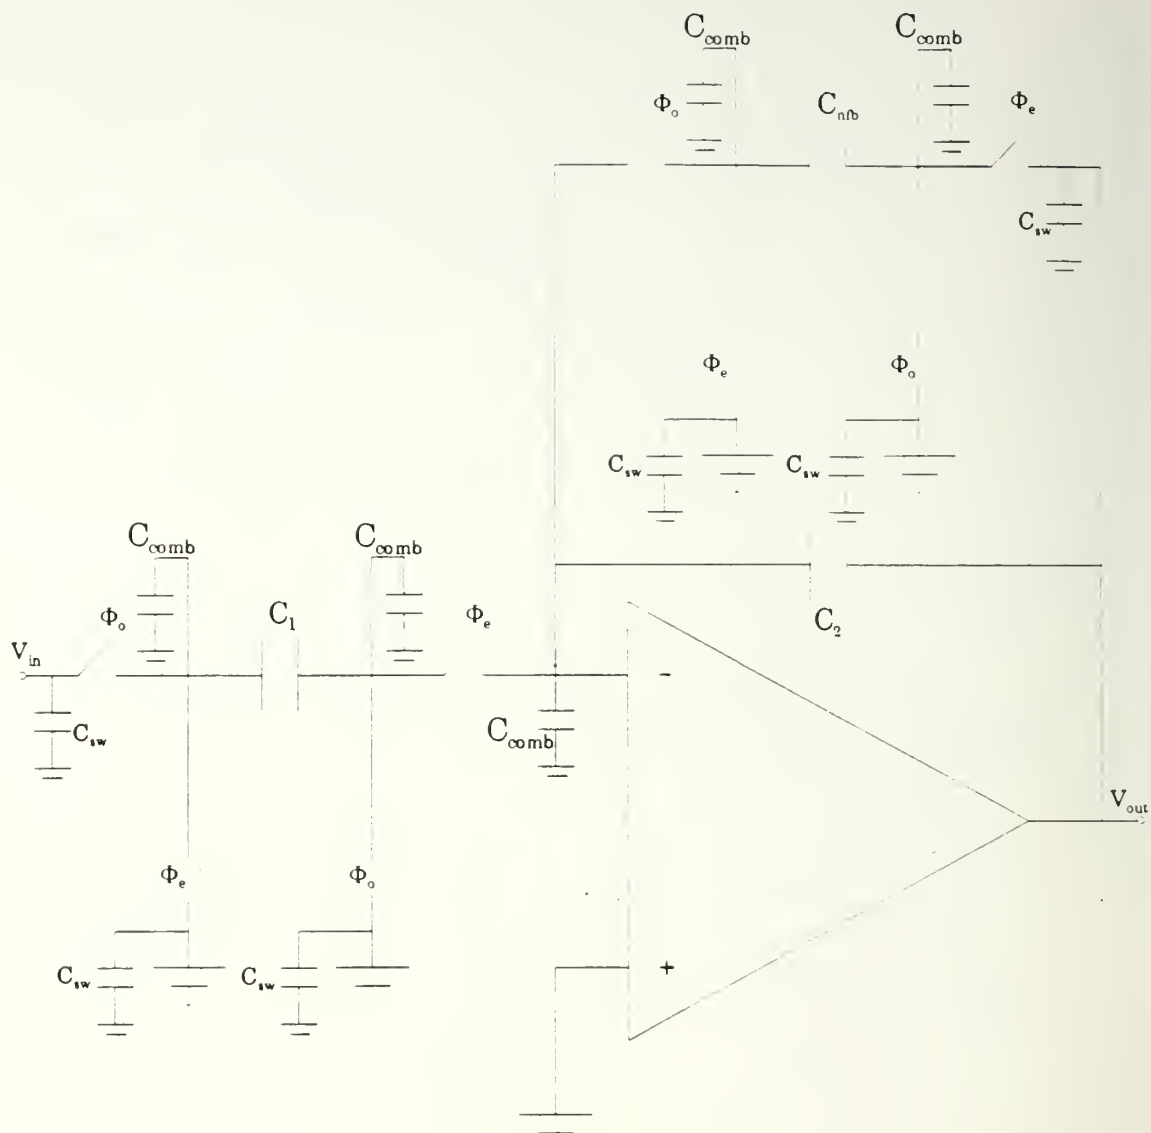 C_comb C_comb
Φ_o C_nfb Φ_e
C_sw
Φ_e Φ_o
C_sw C_sw
C_comb C_comb
Φ_o C_1 Φ_e C_2
V_in
-
C_sw C_comb
V_out
Φ_e Φ_o
C_sw C_sw +